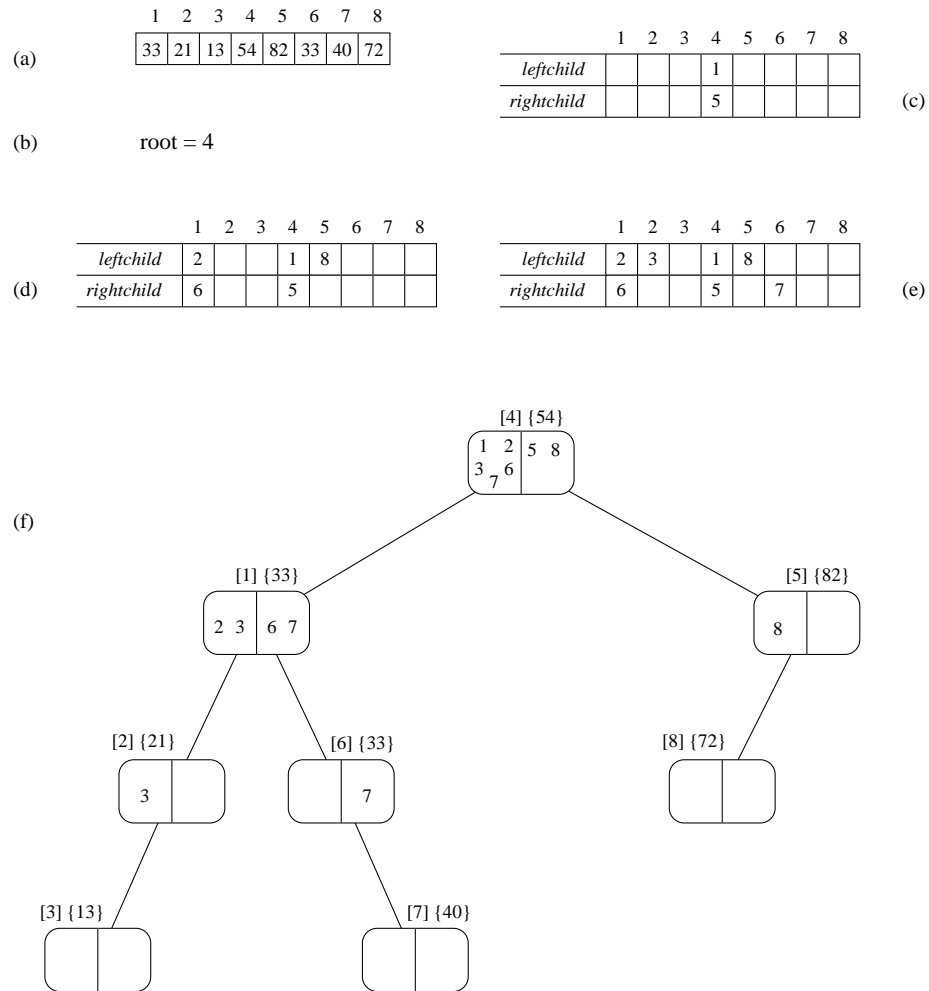 1 2 3 4 5 6 7 8
(a) 33 21 13 54 82 33 40 72
1 2 3 4 5 6 7 8
leftchild 1
rightchild 5 (c)
(b) root = 4
1 2 3 4 5 6 7 8
leftchild 2 1 8
(d) rightchild 6 5
1 2 3 4 5 6 7 8
leftchild 2 3 1 8
rightchild 6 5 7 (e)
[4] {54}
1 2 5 8
3 6
7
(f)
[1] {33} [5] {82}
2 3 6 7 8
[2] {21} [6] {33} [8] {72}
3 7
[3] {13} [7] {40}